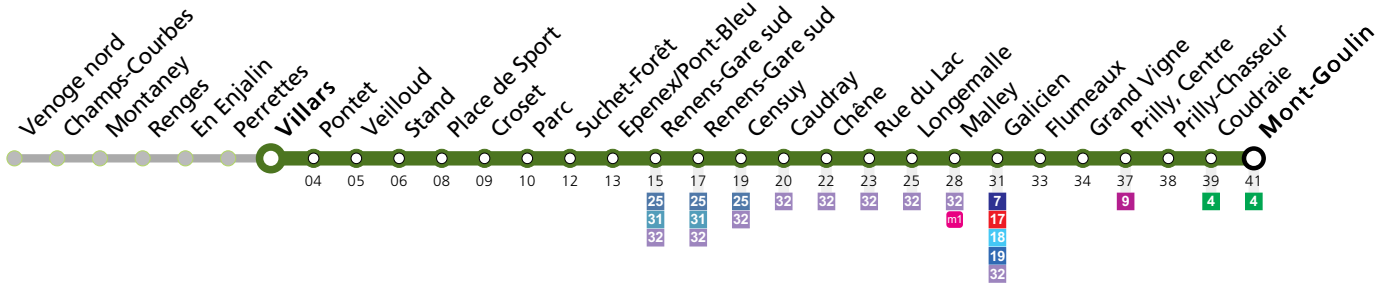 Venoge nord
Champs-Courbes
Montaney
Renges
En Enjalin
Perrettes
Villars
Pontet
Veilloud
Stand
Place de Sport
Croset
Parc
Suchet-Forêt
Epenex/Pont-Bleu
Renens-Gare sud
Renens-Gare sud
Censuy
Caudray
Chêne
Rue du Lac
Longemalle
Malley
Galicien
Flumeaux
Grand Vigne
Prilly, Centre
Prilly-Chasseur
Coudraie
Mont-Goulin
04 05 06 08 09 10 12 13 15 17 19 20 22 23 25 28 31 33 34 37 38 39 41
25 25 25 32 32 32 32 32 7 9 4 4
31 31 32 m1 17
32 32 18
19
32